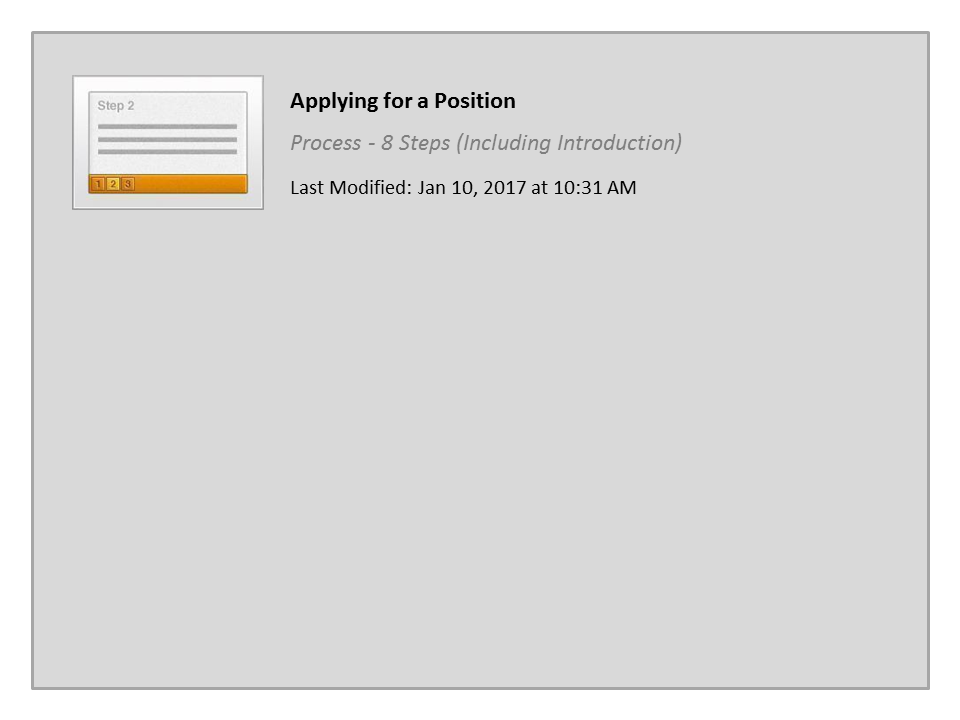 Step 2
1 2 3
Applying for a Position
Process - 8 Steps (Including Introduction)
Last Modified: Jan 10, 2017 at 10:31 AM